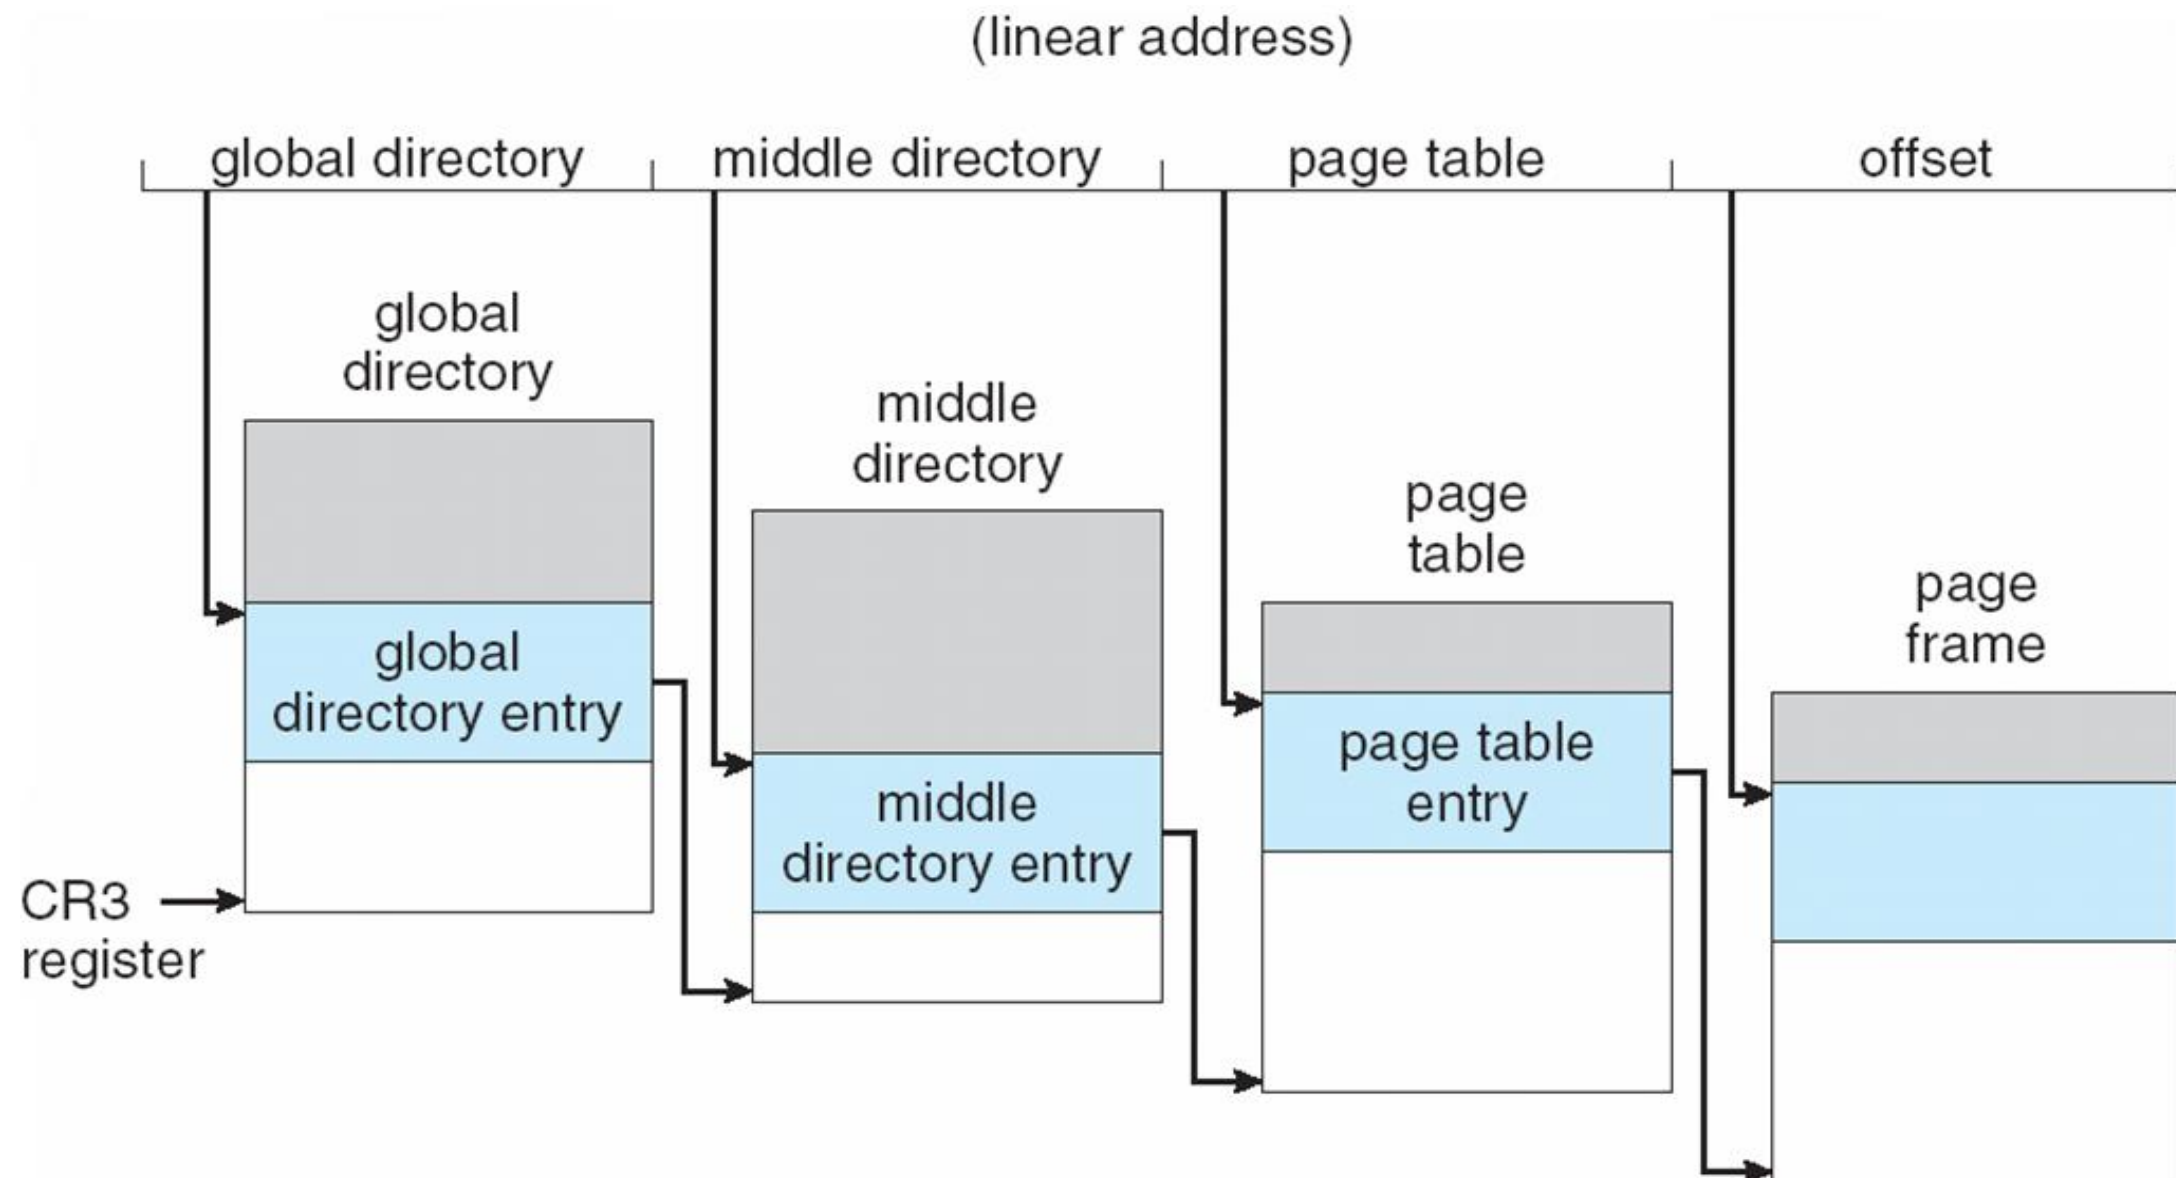 (linear address)
global directory
middle directory
page table
offset
global
directory
global
directory entry
CR3
register
middle
directory
middle
directory entry
page
table
page table
entry
page
frame